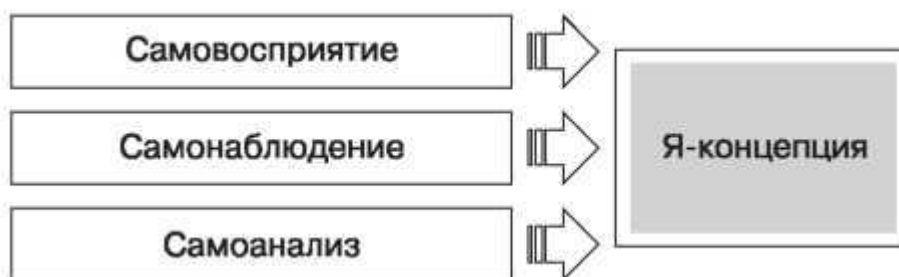 Самовосприятие
Самонаблюдение
Я-концепция
Самоанализ